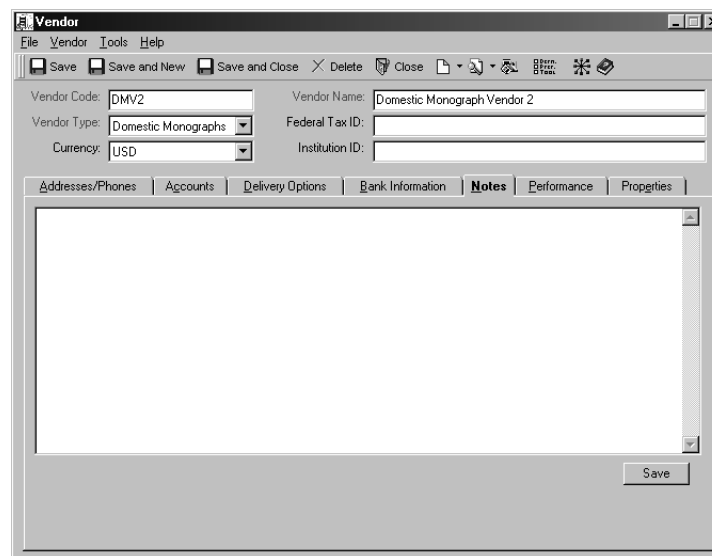 Vendor
File Vendor Tools Help
Save Save and New Save and Close Delete Close
Vendor Code: DMV2 Vendor Name: Domestic Monograph Vendor 2
Vendor Type: Domestic Monographs Federal Tax ID:
Currency: USD Institution ID:
Addresses/Phones Accounts Delivery Options Bank Information Notes Performance Properties
Save